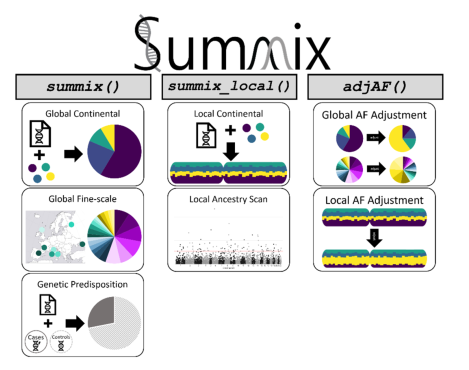 Summix
summix()
summix_local()
adjAF()
Global Continental
Local Continental
Global AF Adjustment
Global Fine-scale
Local Ancestry Scan
Local AF Adjustment
Genetic Predisposition
Cases
Controls